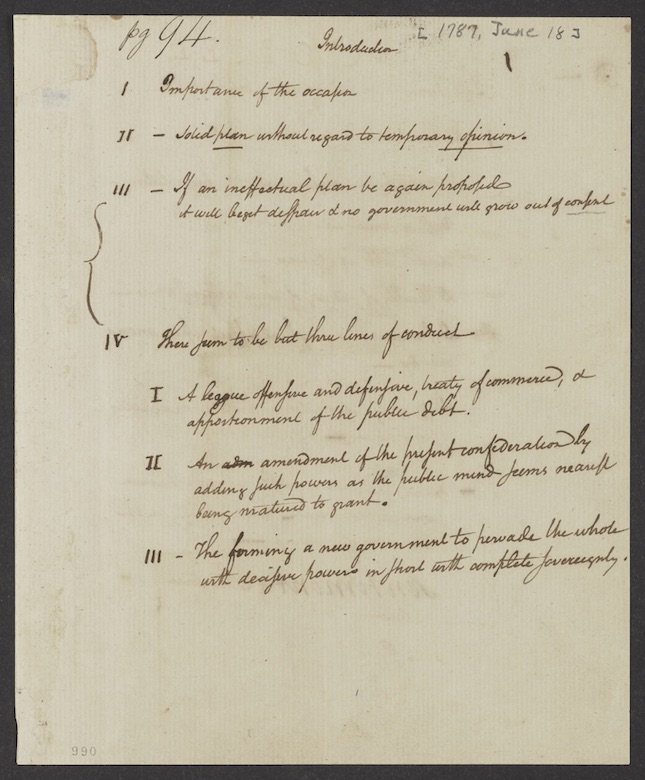 pg 94.
[1787, June 18]
Introduction
1
I Importance of the occasion
II — Solid plan without regard to temporary opinion.
III — If an ineffectual plan be again proposed
it will beget despair & no government will grow out of consent
IV There seem to be but three lines of conduct
I A league offensive and defensive, treaty of commerce, &
apportionment of the public debt.
II An adm amendment of the present confederation by
adding such powers as the public mind seems nearest
being matured to grant.
III – The forming a new government to pervade the whole
with decisive powers in short with complete sovereignty.
990